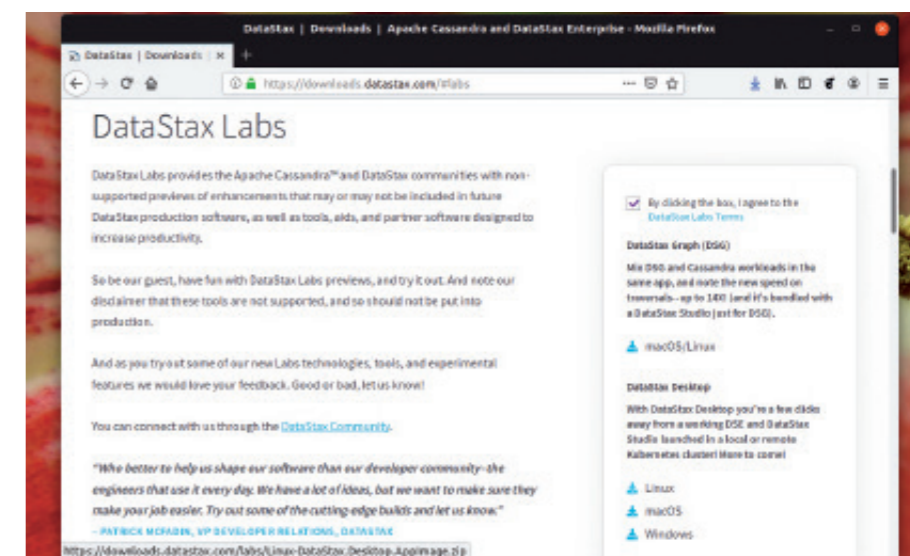 DataStax | Downloads | Apache Cassandra and DataStax Enterprise - Mozilla Firefox
DataStax | Downloads |
https://downloads.datastax.com/#labs
DataStax Labs
DataStax Labs provides the Apache Cassandra™ and DataStax communities with non-
supported previews of enhancements that may or may not be included in future
DataStax production software, as well as tools, aids, and partner software designed to
increase productivity.
So be our guest, have fun with DataStax Labs previews, and try it out. And note our
disclaimer that these tools are not supported, and so should not be put into
production.
And as you try out some of our new Labs technologies, tools, and experimental
features we would love your feedback. Good or bad, let us know!
You can connect with us through the DataStax Community.
"Who better to help us shape our software than our developer community-the
engineers that use it every day. We have a lot of ideas, but we want to make sure they
make your job easier. Try out some of the cutting-edge builds and let us know."
– PATRICK MCFADIN, VP DEVELOPER RELATIONS, DATASTAX
https://downloads.datastax.com/labs/Linux-DataStax.Desktop.AppImage.zip
By clicking the box, I agree to the
DataStax Labs Terms
DataStax Graph (DSG)
Mix DSG and Cassandra workloads in the
same app, and note the new speed on
traversals--up to 10X! (and it's bundled with
a DataStax Studio just for DSG).
macOS/Linux
DataStax Desktop
With DataStax Desktop you're a few clicks
away from a working DSE and DataStax
Studio launched in a local or remote
Kubernetes cluster! More to come!
Linux
macOS
Windows